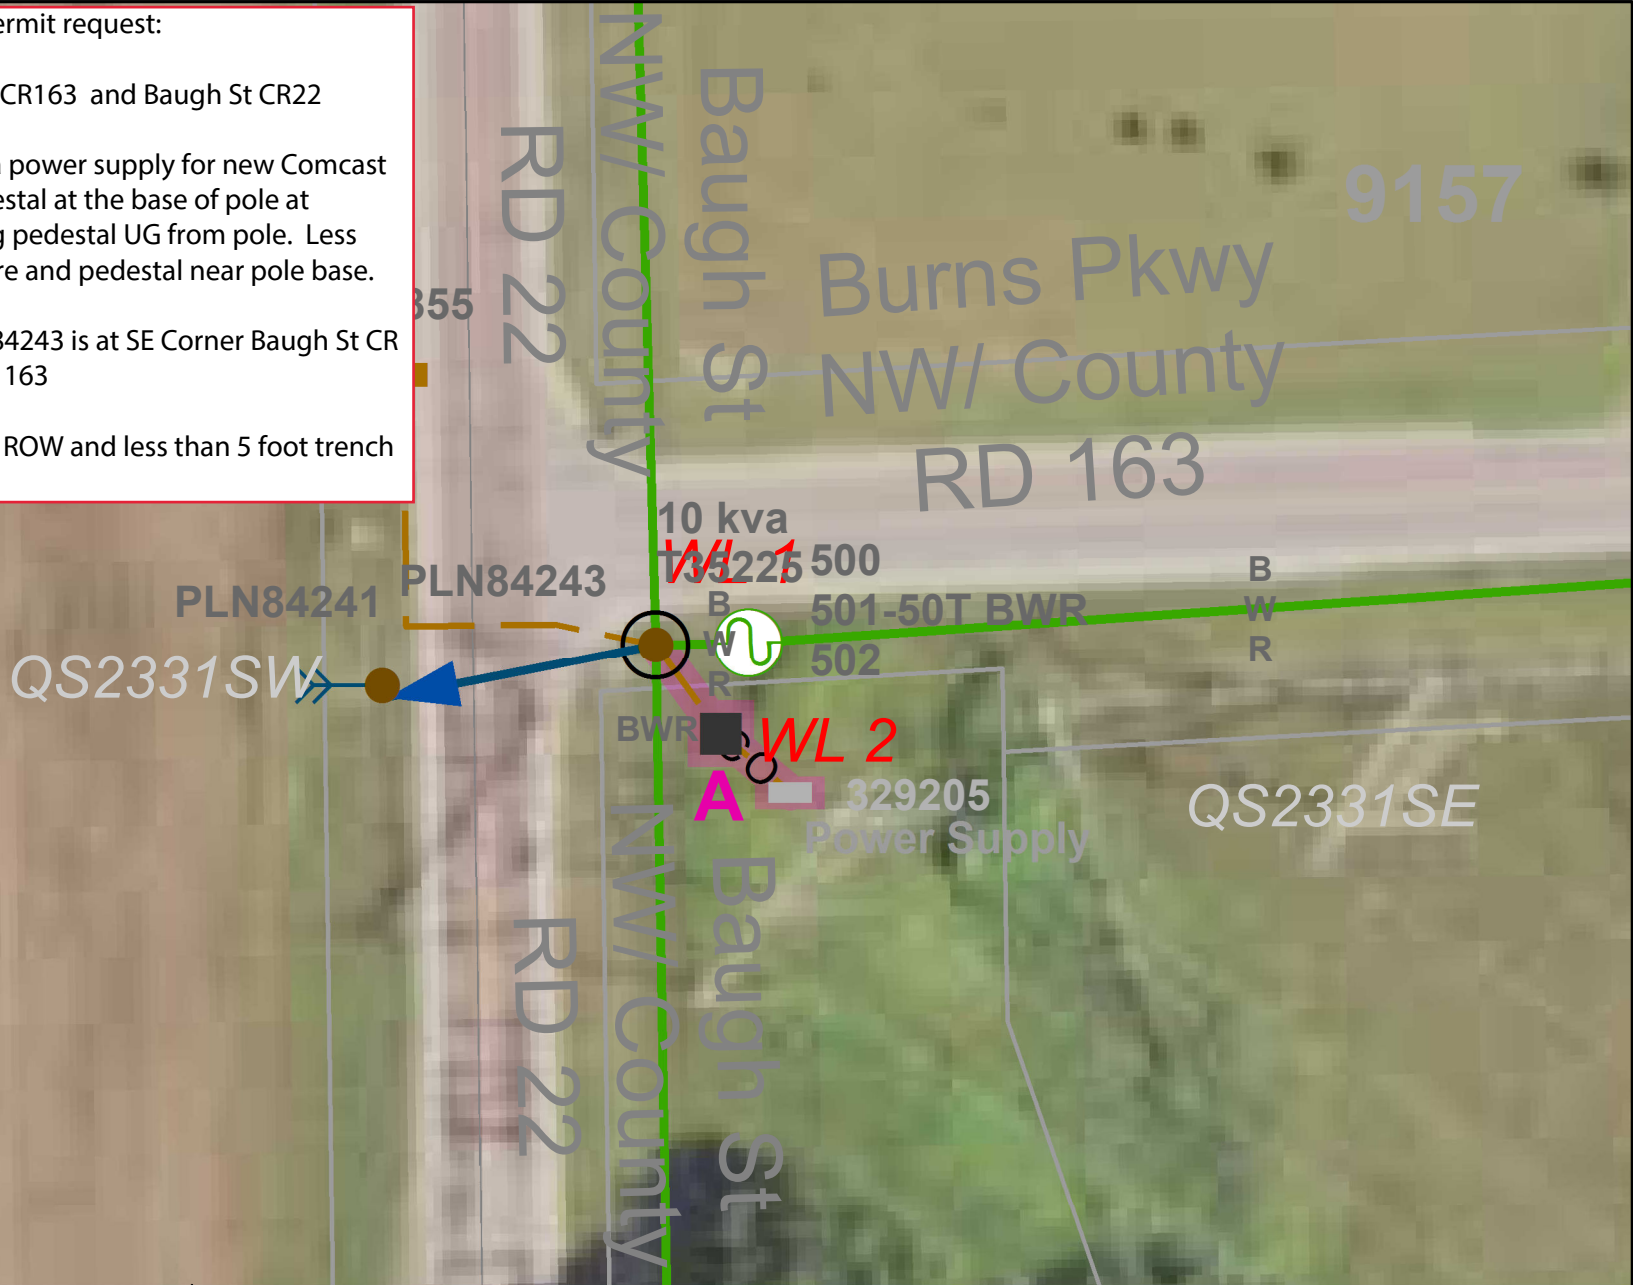 ermit request:
CR163 and Baugh St CR22
power supply for new Comcast
estal at the base of pole at
g pedestal UG from pole. Less
re and pedestal near pole base.
34243 is at SE Corner Baugh St CR
163
ROW and less than 5 foot trench
355
RD 22
NW/ County
Baugh St
9157
Burns Pkwy
NW/ County
RD 163
10 kva
WL 1
T35225
500
501-50T BWR
502
B
W
R
B
W
R
PLN84241
PLN84243
QS2331SW
BWR
WL 2
A
329205
Power Supply
QS2331SE
RD 22
NW/ County
Baugh St